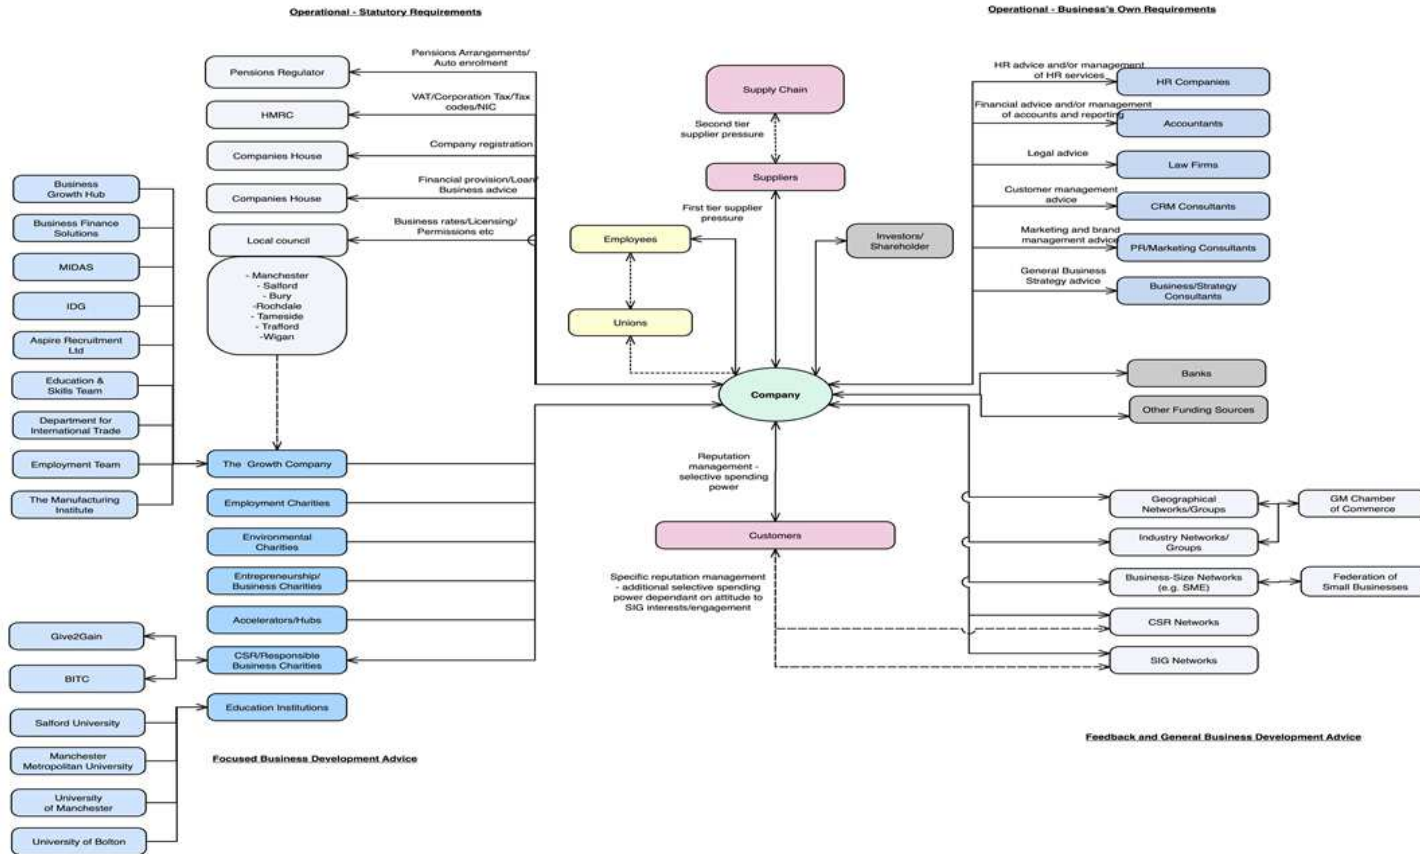 Operational - Statutory Requirements
Operational - Business's Own Requirements
Pensions Regulator
Pensions Arrangements/
Auto enrolment
HMRC
VAT/Corporation Tax/Tax
codes/NIC
Companies House
Company registration
Companies House
Financial provision/Loan/
Business advice
Local council
Business rates/Licensing/
Permissions etc
- Manchester
- Salford
- Bury
-Rochdale
- Tameside
- Trafford
-Wigan
Business
Growth Hub
Business Finance
Solutions
MIDAS
IDG
Aspire Recruitment
Ltd
Education &
Skills Team
Department for
International Trade
Employment Team
The Manufacturing
Institute
The Growth Company
Employment Charities
Environmental
Charities
Entrepreneurship/
Business Charities
Accelerators/Hubs
CSR/Responsible
Business Charities
Education Institutions
Give2Gain
BITC
Salford University
Manchester
Metropolitan University
University
of Manchester
University of Bolton
Focused Business Development Advice
Supply Chain
Second tier
supplier pressure
Suppliers
First tier supplier
pressure
Employees
Unions
Investors/
Shareholder
Company
Reputation
management -
selective spending
power
Customers
Specific reputation management
- additional selective spending
power dependant on attitude to
SIG interests/engagement
HR advice and/or management
of HR services
HR Companies
Financial advice and/or management
of accounts and reporting
Accountants
Legal advice
Law Firms
Customer management
advice
CRM Consultants
Marketing and brand
management advice
PR/Marketing Consultants
General Business
Strategy advice
Business/Strategy
Consultants
Banks
Other Funding Sources
Geographical
Networks/Groups
GM Chamber
of Commerce
Industry Networks/
Groups
Business-Size Networks
(e.g. SME)
Federation of
Small Businesses
CSR Networks
SIG Networks
Feedback and General Business Development Advice